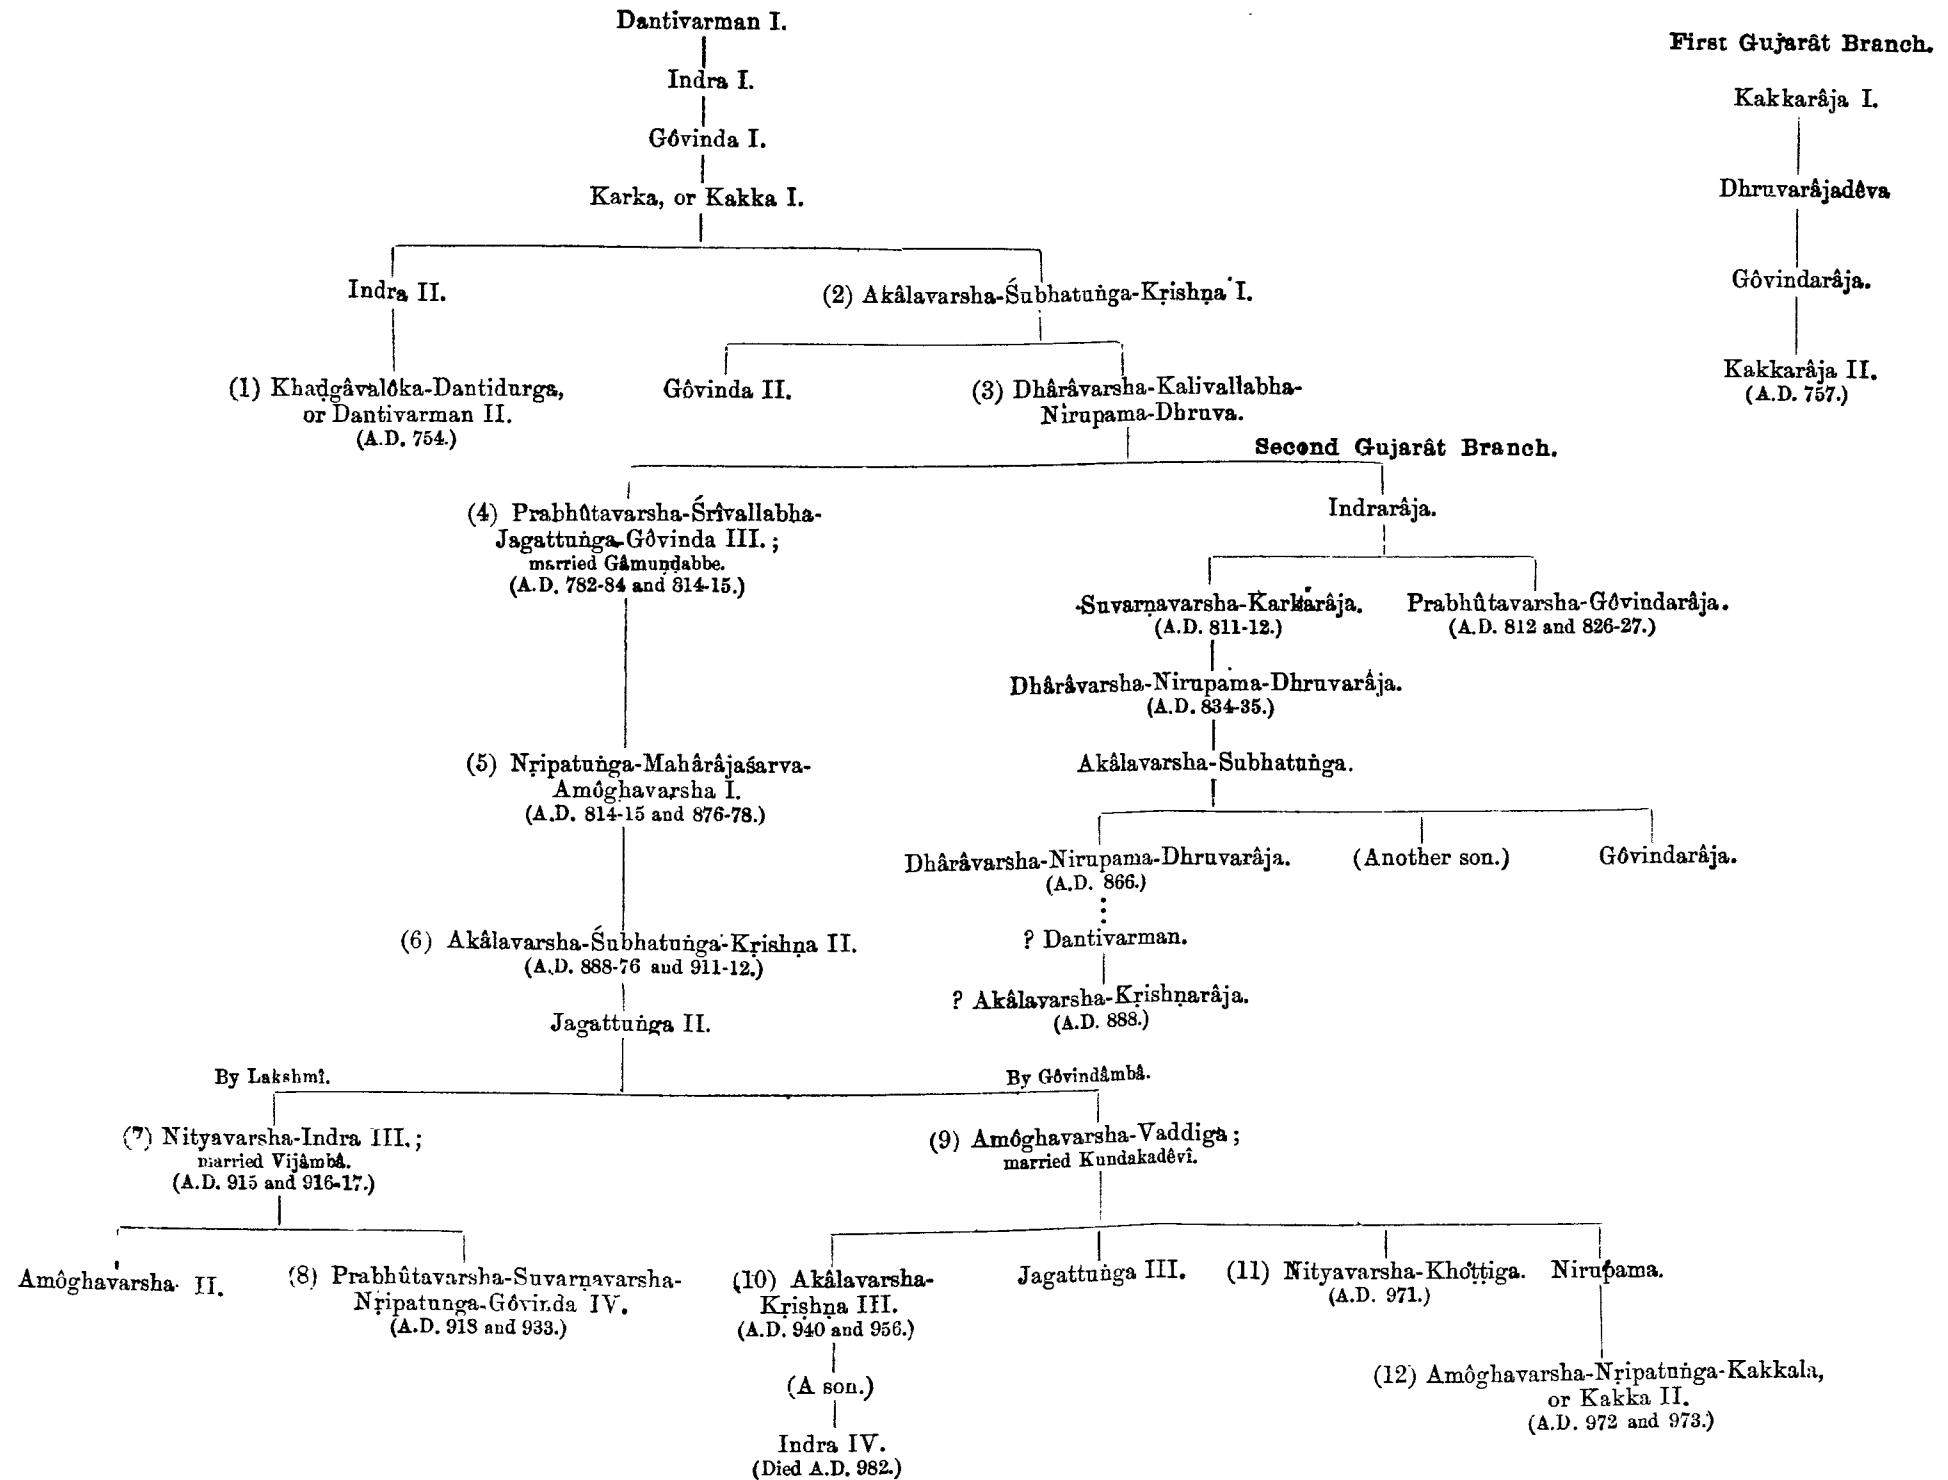 Dantivarman I.
Indra I.
Gôvinda I.
Karka, or Kakka I.
Indra II.
(2) Akâlavarsha-Śubhatuṅga-Kṛishṇa I.
(1) Khaḍgâvalôka-Dantidurga,
or Dantivarman II.
(A.D. 754.)
Gôvinda II.
(3) Dhârâvarsha-Kalivallabha-
Nirupama-Dhruva.
First Gujarât Branch.
Kakkarâja I.
Dhruvarâjadêva
Gôvindarâja.
Kakkarâja II.
(A.D. 757.)
Second Gujarât Branch.
(4) Prabhûtavarsha-Śrîvallabha-
Jagattuṅga-Gôvinda III.;
married Gâmuṇḍabbe.
(A.D. 782-84 and 814-15.)
Indrarâja.
Suvarṇavarsha-Karkarâja.
(A.D. 811-12.)
Prabhûtavarsha-Gôvindarâja.
(A.D. 812 and 826-27.)
Dhârâvarsha-Nirupama-Dhruvarâja.
(A.D. 834-35.)
(5) Nṛipatuṅga-Mahârâjaśarva-
Amôghavarsha I.
(A.D. 814-15 and 876-78.)
Akâlavarsha-Subhatuṅga.
Dhârâvarsha-Nirupama-Dhruvarâja.
(A.D. 866.)
(Another son.)
Gôvindarâja.
(6) Akâlavarsha-Śubhatuṅga-Kṛishṇa II.
(A.D. 888-76 and 911-12.)
? Dantivarman.
? Akâlavarsha-Kṛishṇarâja.
(A.D. 888.)
Jagattuṅga II.
By Lakshmî.
By Gôvindâmbâ.
(7) Nityavarsha-Indra III.;
married Vijâmbâ.
(A.D. 915 and 916-17.)
(9) Amôghavarsha-Vaddiga;
married Kundakadêvî.
Amôghavarsha II.
(8) Prabhûtavarsha-Suvarṇavarsha-
Nṛipatunga-Gôvinda IV.
(A.D. 918 and 933.)
(10) Akâlavarsha-
Kṛishṇa III.
(A.D. 940 and 956.)
Jagattuṅga III.
(11) Nityavarsha-Khoṭṭiga.
(A.D. 971.)
Nirupama.
(A son.)
Indra IV.
(Died A.D. 982.)
(12) Amôghavarsha-Nṛipatuṅga-Kakkala,
or Kakka II.
(A.D. 972 and 973.)